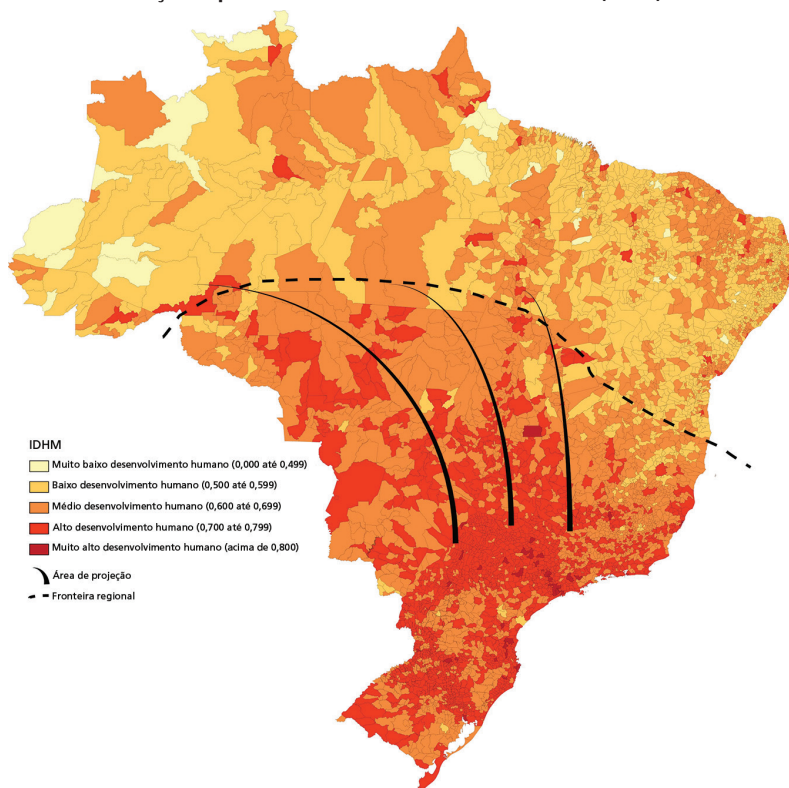 IDHM
Muito baixo desenvolvimento humano (0,000 até 0,499)
Baixo desenvolvimento humano (0,500 até 0,599)
Médio desenvolvimento humano (0,600 até 0,699)
Alto desenvolvimento humano (0,700 até 0,799)
Muito alto desenvolvimento humano (acima de 0,800)
Área de projeção
Fronteira regional